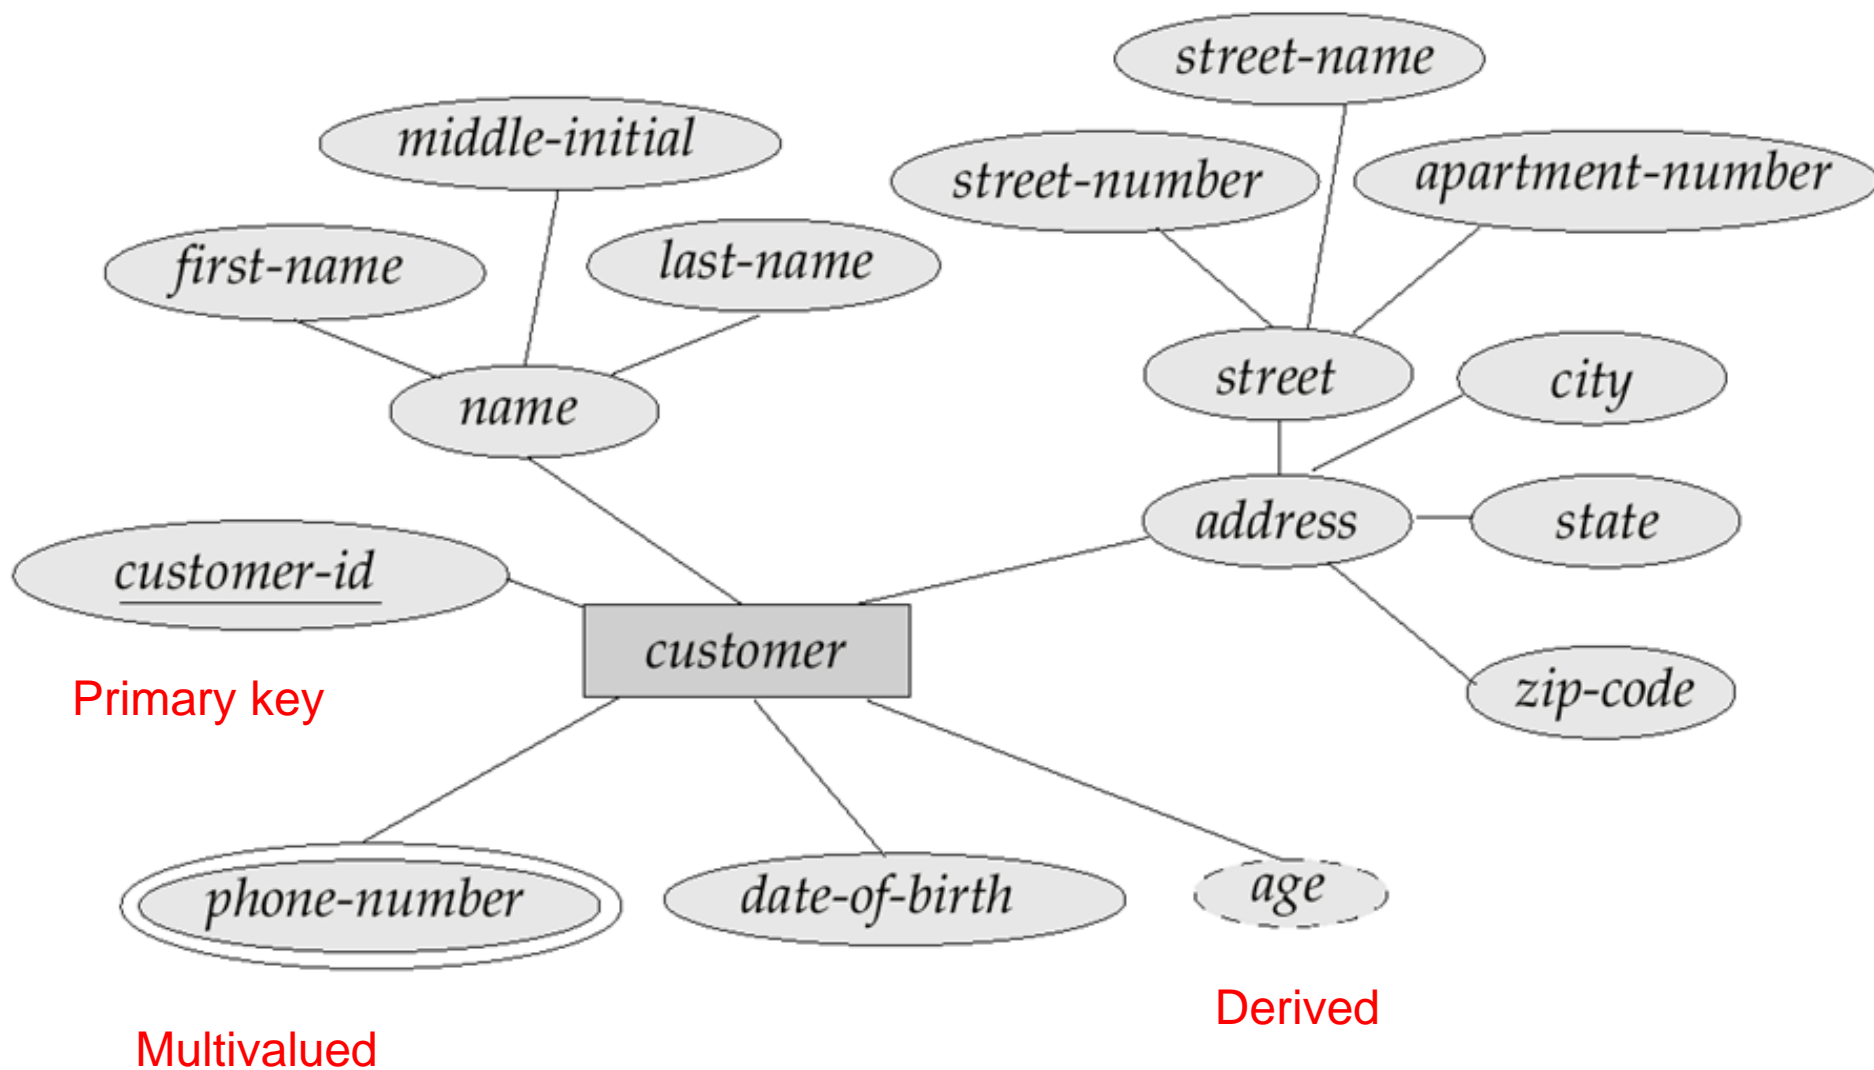 street-name
middle-initial
street-number
apartment-number
first-name
last-name
name
street
city
address
state
customer-id
customer
Primary key
zip-code
phone-number
date-of-birth
age
Derived
Multivalued